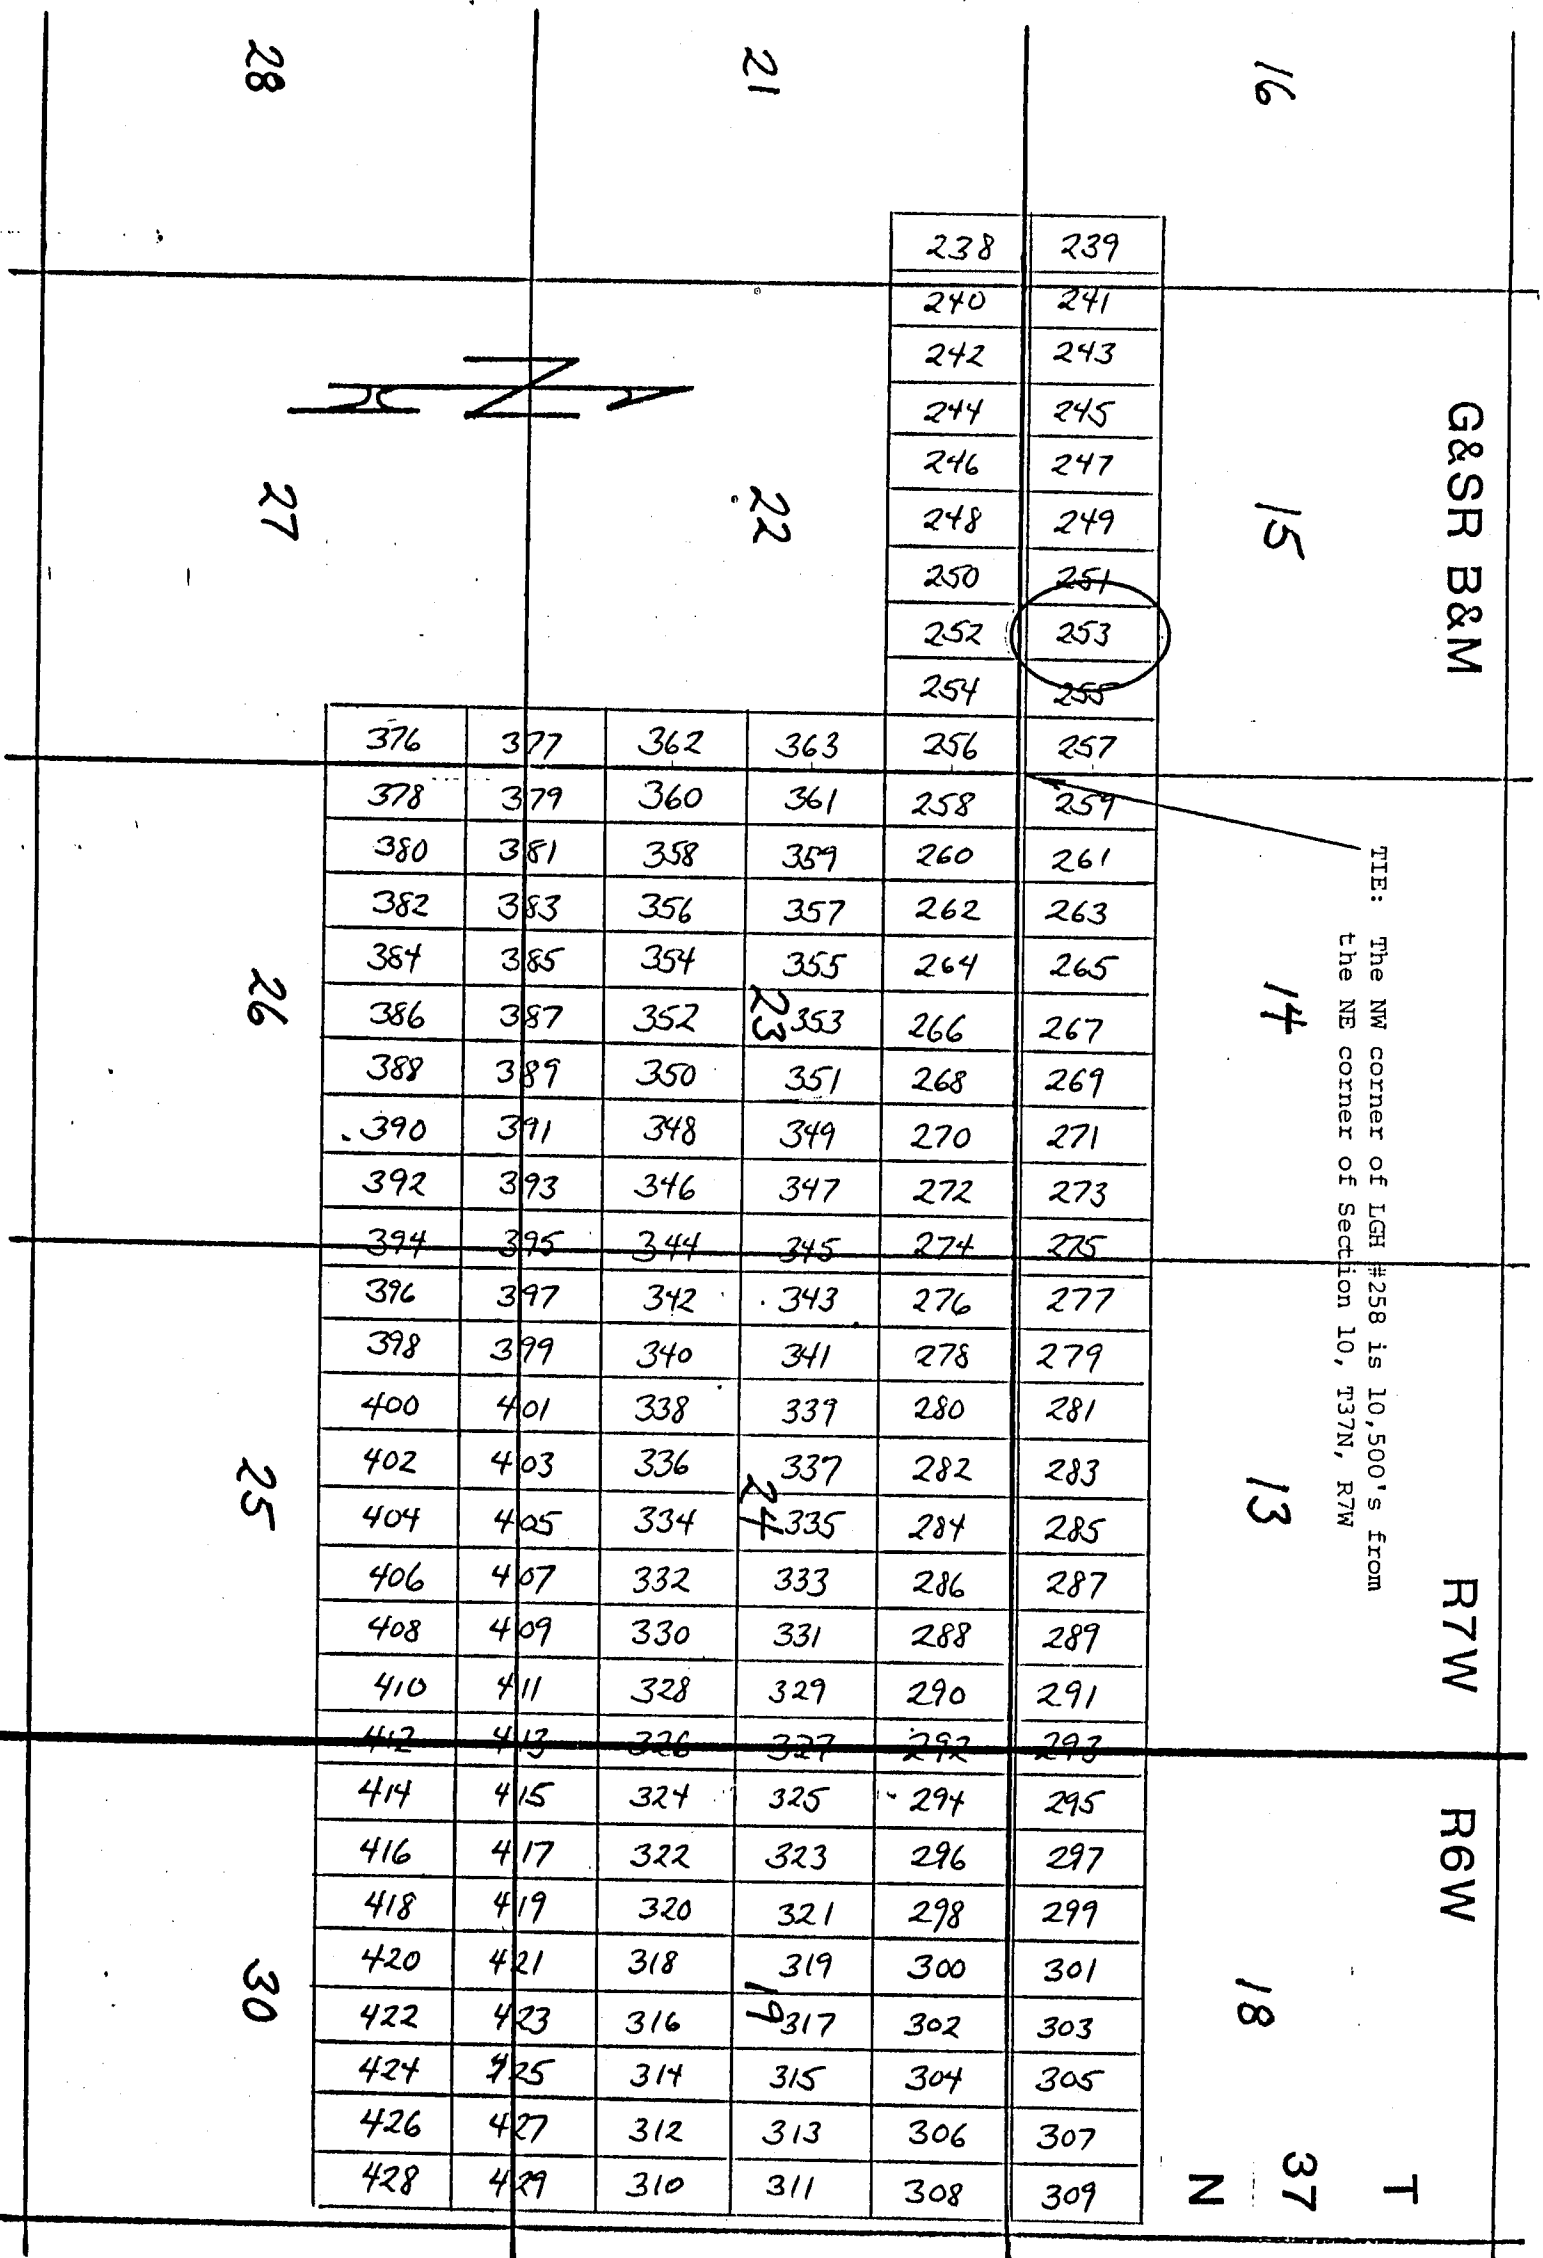 G&SR B&M
R7W
R6W
T
37
N
TIE: The NW corner of LGH #258 is 10,500's from
the NE corner of Section 10, T37N, R7W
16
15
14
13
18
21
22
23
24
19
28
27
26
25
30
N
238 239
240 241
242 243
244 245
246 247
248 249
250 251
252 253
254 255
376 377 362 363 256 257
378 379 360 361 258 259
380 381 358 359 260 261
382 383 356 357 262 263
384 385 354 355 264 265
386 387 352 353 266 267
388 389 350 351 268 269
390 391 348 349 270 271
392 393 346 347 272 273
394 395 344 345 274 275
396 397 342 343 276 277
398 399 340 341 278 279
400 401 338 339 280 281
402 403 336 337 282 283
404 405 334 335 284 285
406 407 332 333 286 287
408 409 330 331 288 289
410 411 328 329 290 291
412 413 326 327 292 293
414 415 324 325 294 295
416 417 322 323 296 297
418 419 320 321 298 299
420 421 318 319 300 301
422 423 316 317 302 303
424 425 314 315 304 305
426 427 312 313 306 307
428 429 310 311 308 309